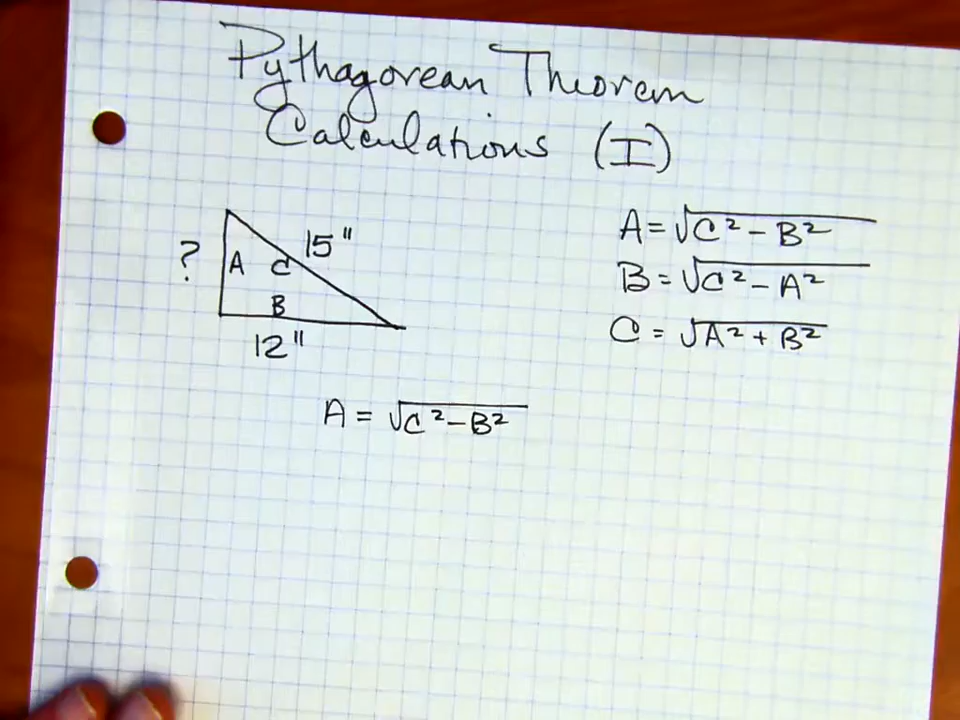 Pythagorean Theorem
Calculations (I)
A = √C² - B²
B = √C² - A²
C = √A² + B²
? A C 15"
B
12"
A = √C² - B²